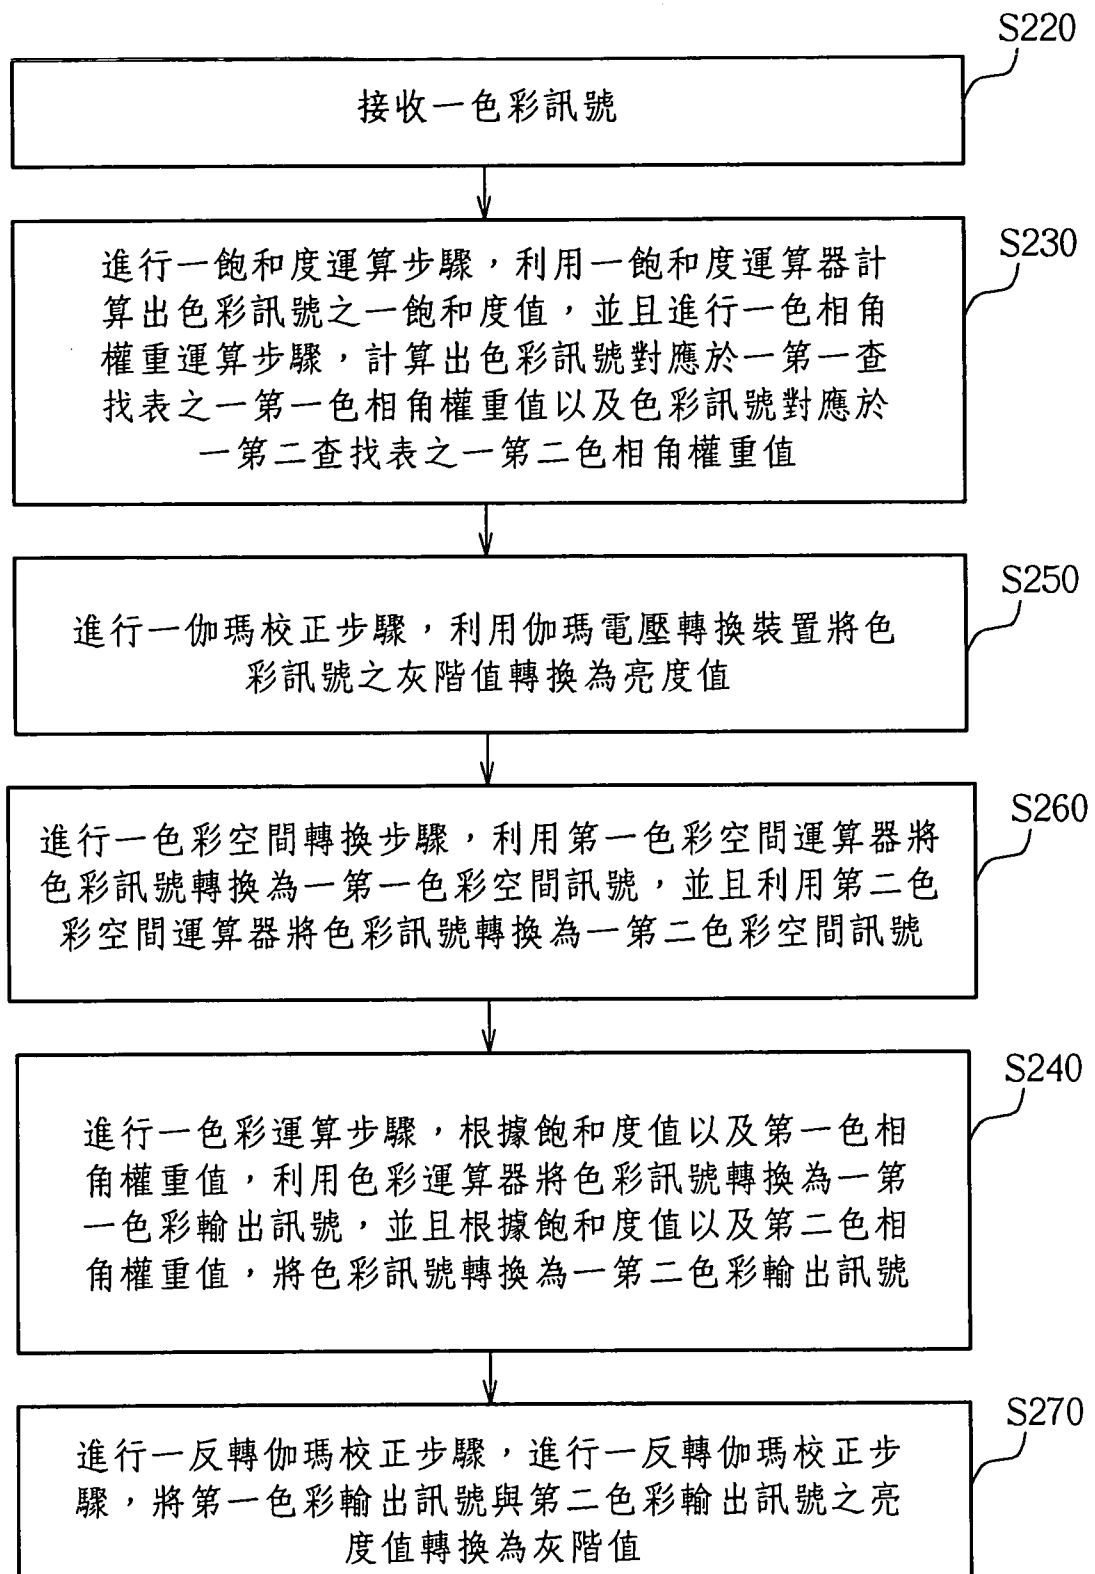 S220
接收一色彩訊號
S230
進行一飽和度運算步驟，利用一飽和度運算器計
算出色彩訊號之一飽和度值，並且進行一色相角
權重運算步驟，計算出色彩訊號對應於一第一查
找表之一第一色相角權重值以及色彩訊號對應於
一第二查找表之一第二色相角權重值
S250
進行一伽瑪校正步驟，利用伽瑪電壓轉換裝置將色
彩訊號之灰階值轉換為亮度值
S260
進行一色彩空間轉換步驟，利用第一色彩空間運算器將
色彩訊號轉換為一第一色彩空間訊號，並且利用第二色
彩空間運算器將色彩訊號轉換為一第二色彩空間訊號
S240
進行一色彩運算步驟，根據飽和度值以及第一色相
角權重值，利用色彩運算器將色彩訊號轉換為一第
一色彩輸出訊號，並且根據飽和度值以及第二色相
角權重值，將色彩訊號轉換為一第二色彩輸出訊號
S270
進行一反轉伽瑪校正步驟，進行一反轉伽瑪校正步
驟，將第一色彩輸出訊號與第二色彩輸出訊號之亮
度值轉換為灰階值